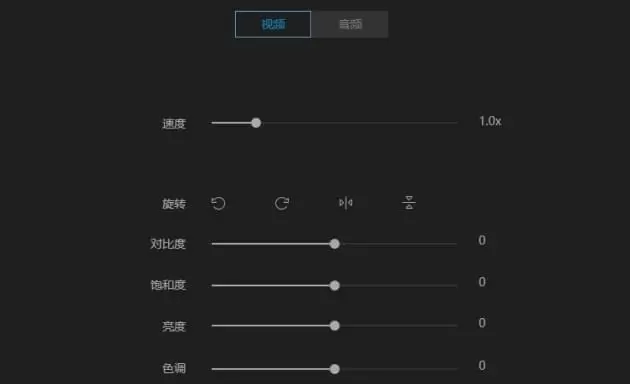 视频 音频
速度 1.0x
旋转
对比度 0
饱和度 0
亮度 0
色调 0